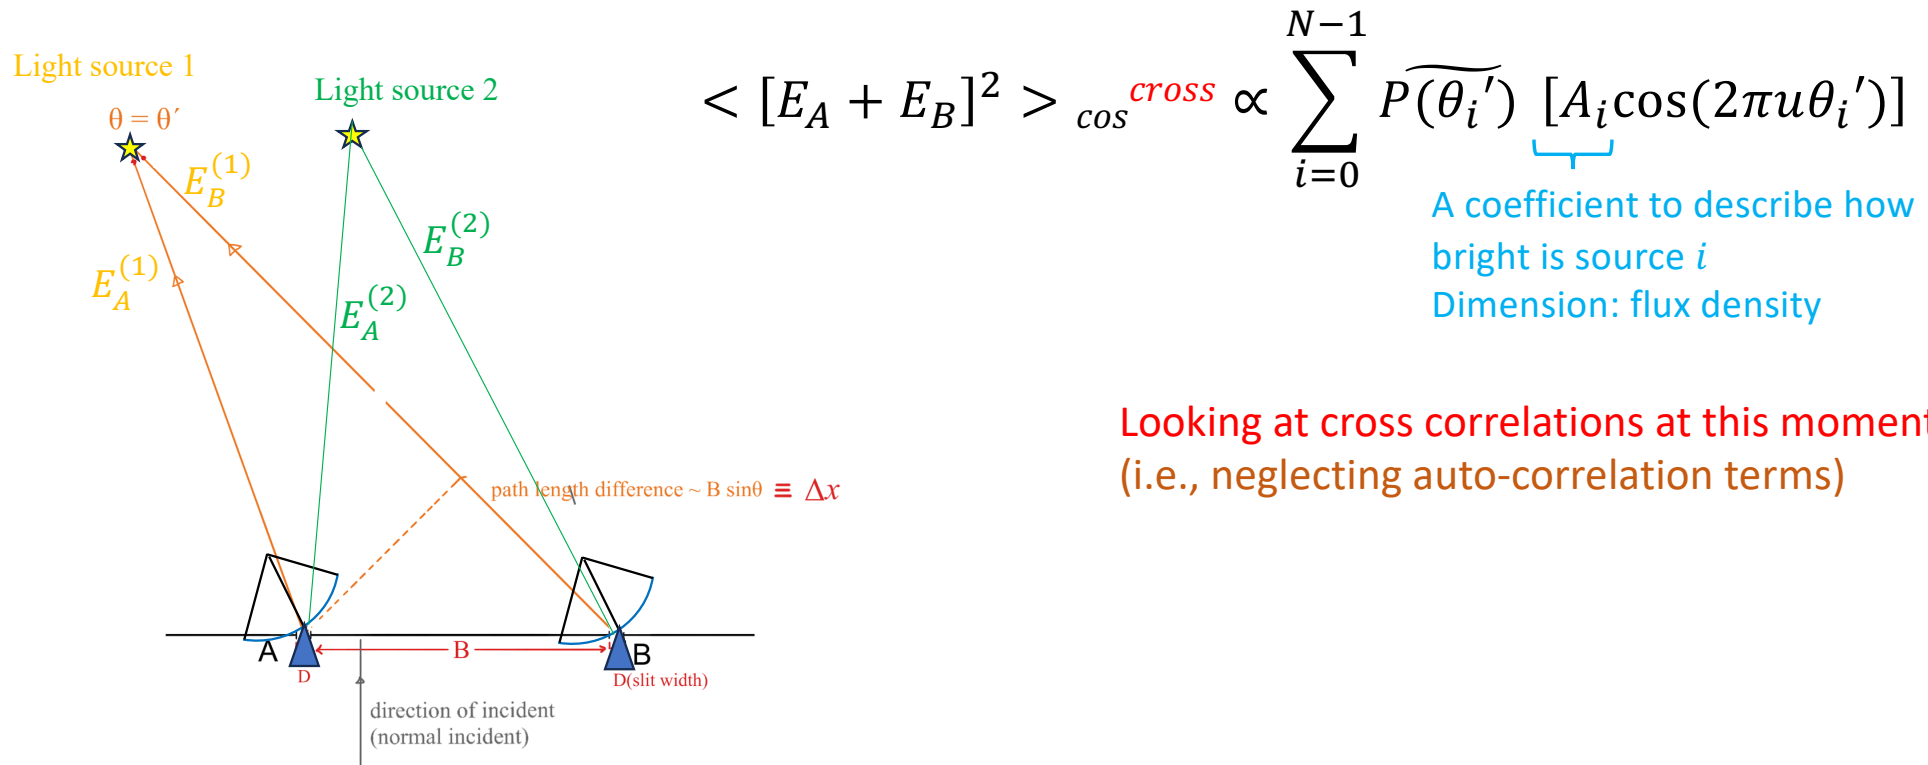 Light source 1
θ = θ´
Light source 2
E_B^(1)
E_A^(1)
E_B^(2)
E_A^(2)
path length difference ~ B sinθ ≡ Δx
A
B
B
D
D(slit width)
direction of incident
(normal incident)
< [E_A + E_B]² > _cos ^cross ∝ ∑_{i=0}^{N−1} P(θ_i′)~ [A_i cos(2πuθ_i′)]
A coefficient to describe how
bright is source i
Dimension: flux density
Looking at cross correlations at this moment
(i.e., neglecting auto-correlation terms)